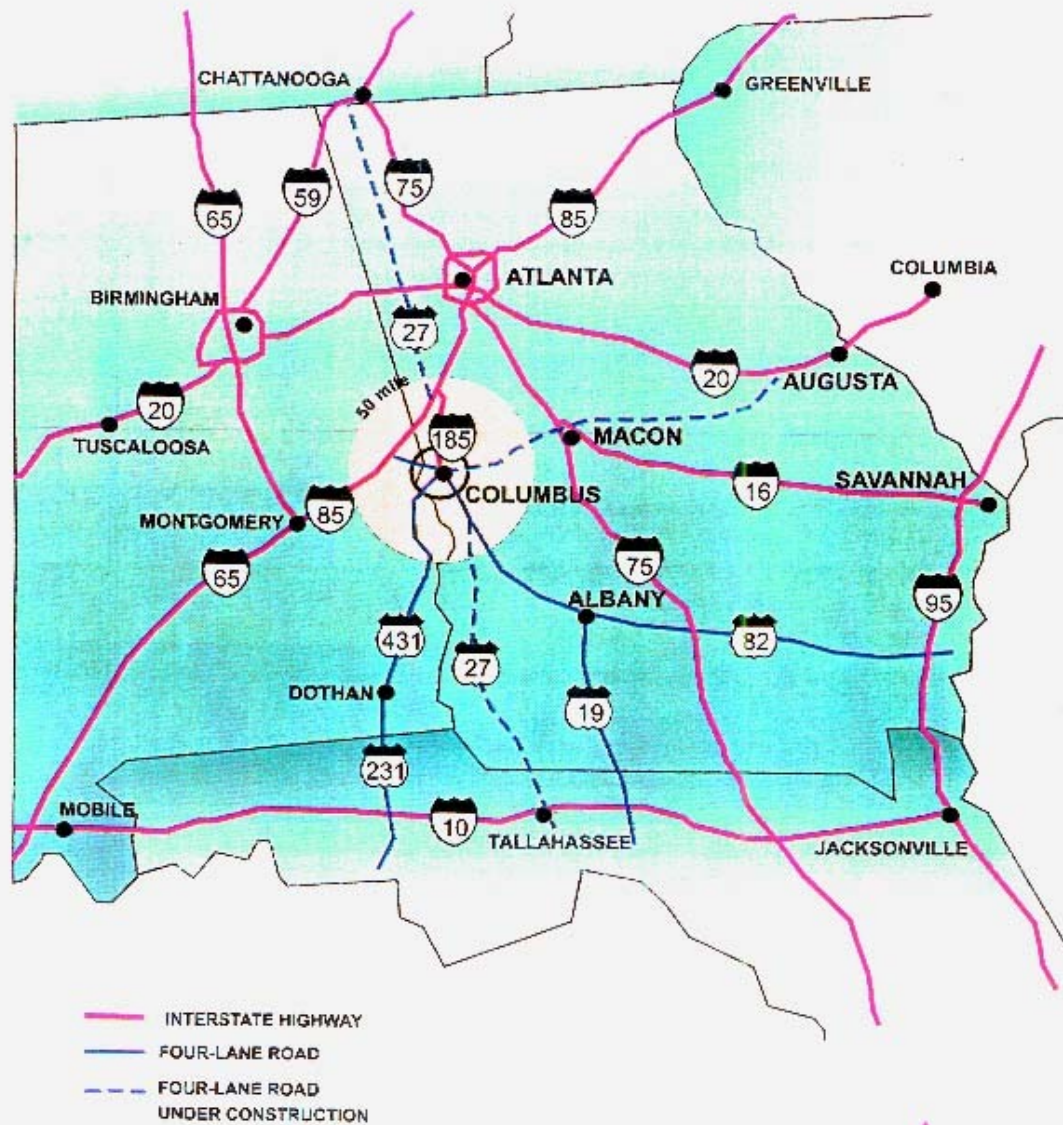 CHATTANOOGA
GREENVILLE
59
75
65
85
COLUMBIA
ATLANTA
BIRMINGHAM
27
20
AUGUSTA
50 mile
20
TUSCALOOSA
185
MACON
SAVANNAH
16
COLUMBUS
85
MONTGOMERY
75
65
95
ALBANY
431
82
27
DOTHAN
19
231
MOBILE
10
TALLAHASSEE
JACKSONVILLE
INTERSTATE HIGHWAY
FOUR-LANE ROAD
FOUR-LANE ROAD
UNDER CONSTRUCTION